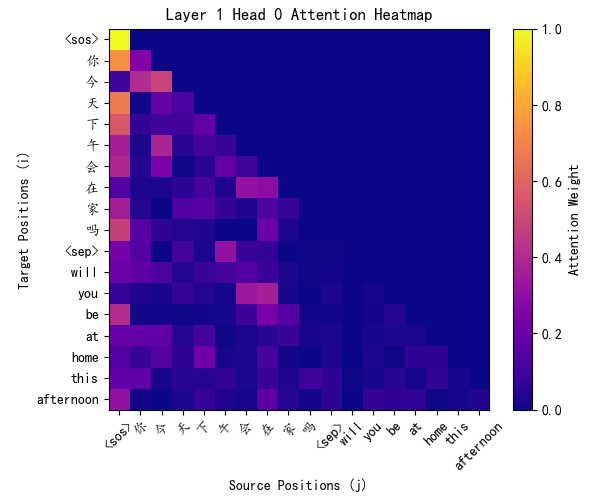 Layer 1 Head 0 Attention Heatmap
<sos>
你
今
天
下
午
会
在
家
吗
<sep>
will
you
be
at
home
this
afternoon
Target Positions (i)
<sos> 你 今 天 下 午 会 在 家 吗 <sep> will you be at home this afternoon
Source Positions (j)
1.0
0.8
0.6
0.4
0.2
0.0
Attention Weight